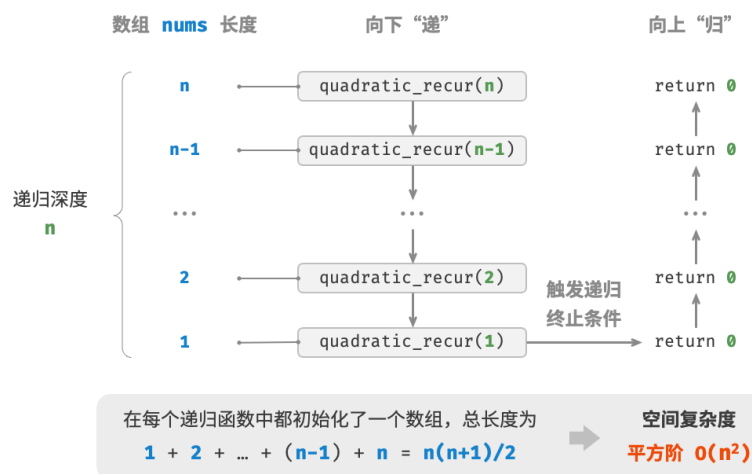 数组 nums 长度 向下“递” 向上“归”
n quadratic_recur(n) return 0
n-1 quadratic_recur(n-1) return 0
递归深度
n
... ... ...
2 quadratic_recur(2) return 0
触发递归
终止条件
1 quadratic_recur(1) return 0
在每个递归函数中都初始化了一个数组，总长度为
1 + 2 + … + (n-1) + n = n(n+1)/2
空间复杂度
平方阶 O(n²)